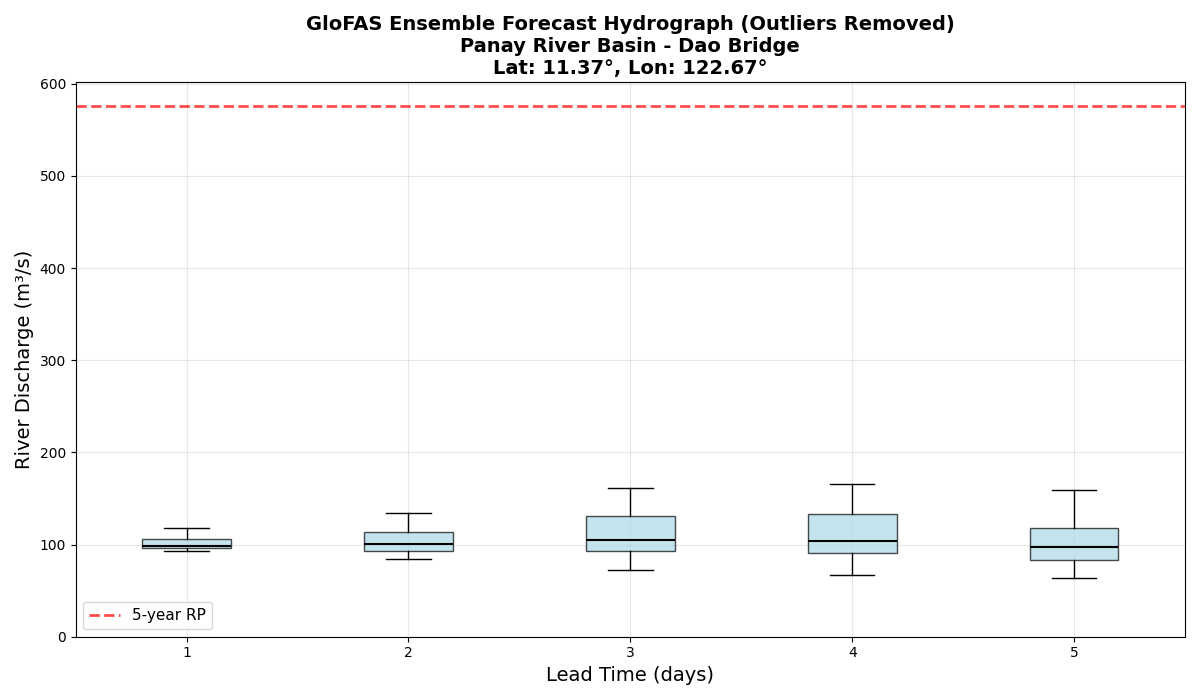 GloFAS Ensemble Forecast Hydrograph (Outliers Removed)
Panay River Basin - Dao Bridge
Lat: 11.37°, Lon: 122.67°
River Discharge (m³/s)
600
500
400
300
200
100
0
5-year RP
1 2 3 4 5
Lead Time (days)